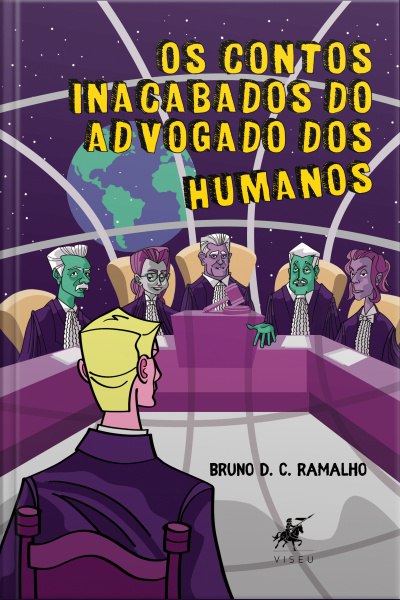 OS CONTOS
INACABADOS DO
ADVOGADO DOS
HUMANOS
BRUNO D. C. RAMALHO
VISEU